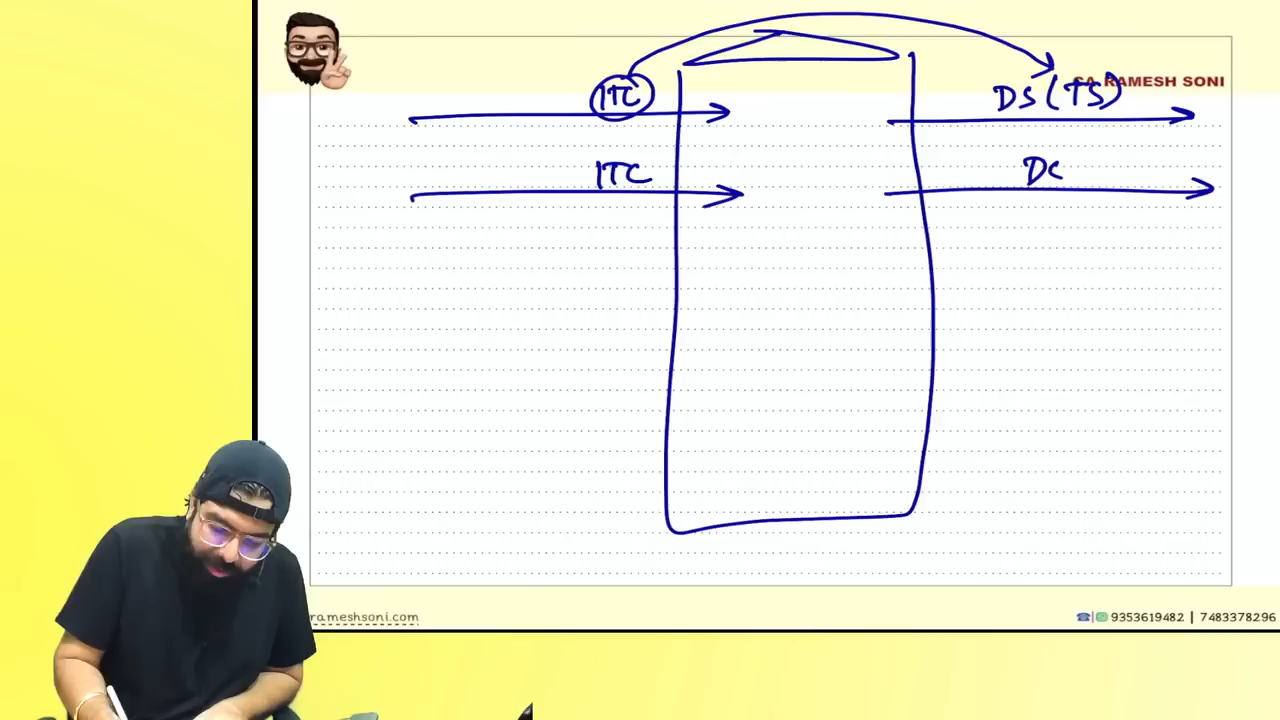 CA RAMESH SONI
ITC DS (TS)
ITC DC
rameshsoni.com
9353619482 | 7483378296